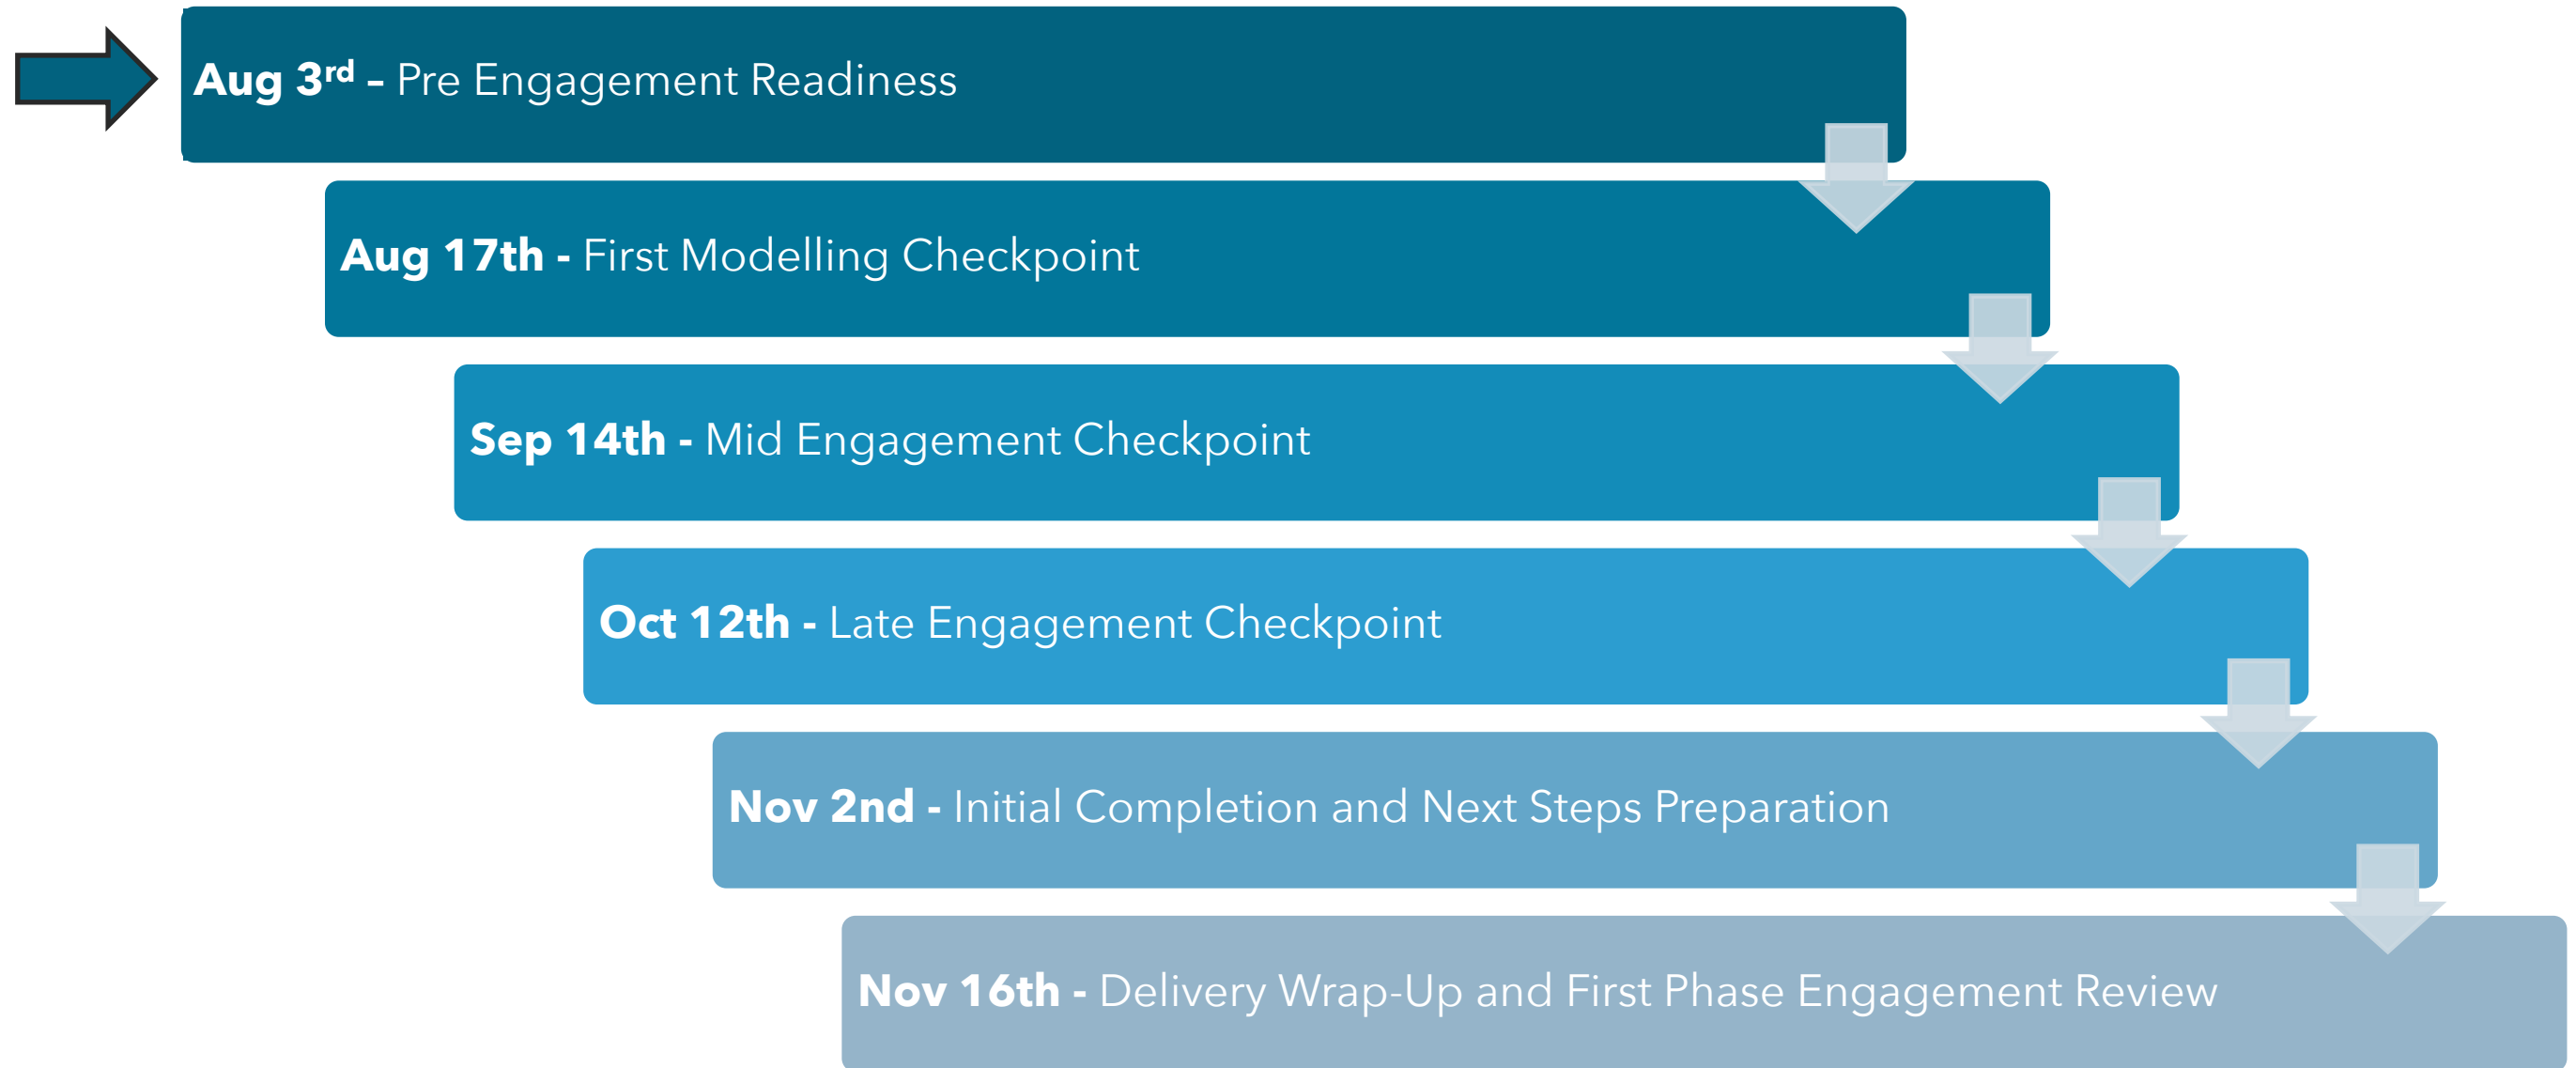 Aug 3rd – Pre Engagement Readiness
Aug 17th - First Modelling Checkpoint
Sep 14th - Mid Engagement Checkpoint
Oct 12th - Late Engagement Checkpoint
Nov 2nd - Initial Completion and Next Steps Preparation
Nov 16th - Delivery Wrap-Up and First Phase Engagement Review